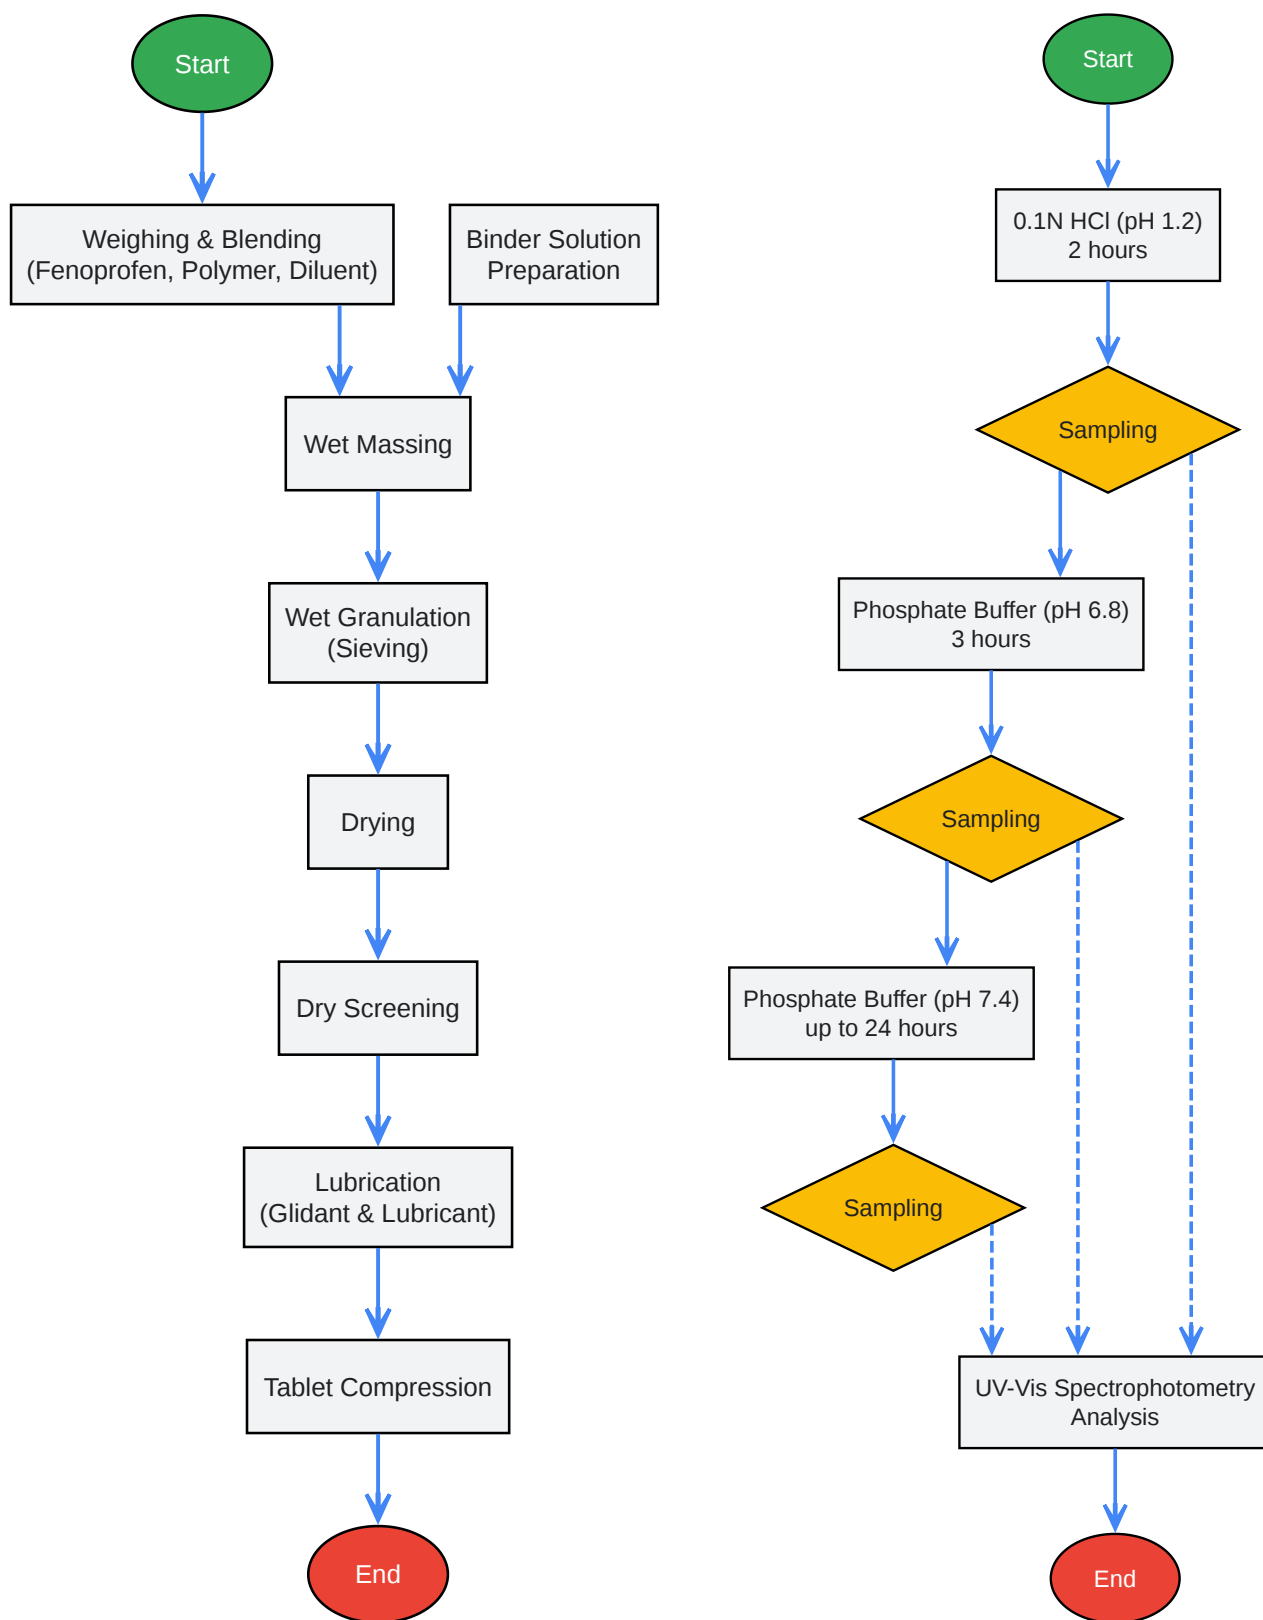 Start
Weighing & Blending
(Fenoprofen, Polymer, Diluent)
Binder Solution
Preparation
Wet Massing
Wet Granulation
(Sieving)
Drying
Dry Screening
Lubrication
(Glidant & Lubricant)
Tablet Compression
End
Start
0.1N HCl (pH 1.2)
2 hours
Sampling
Phosphate Buffer (pH 6.8)
3 hours
Sampling
Phosphate Buffer (pH 7.4)
up to 24 hours
Sampling
UV-Vis Spectrophotometry
Analysis
End